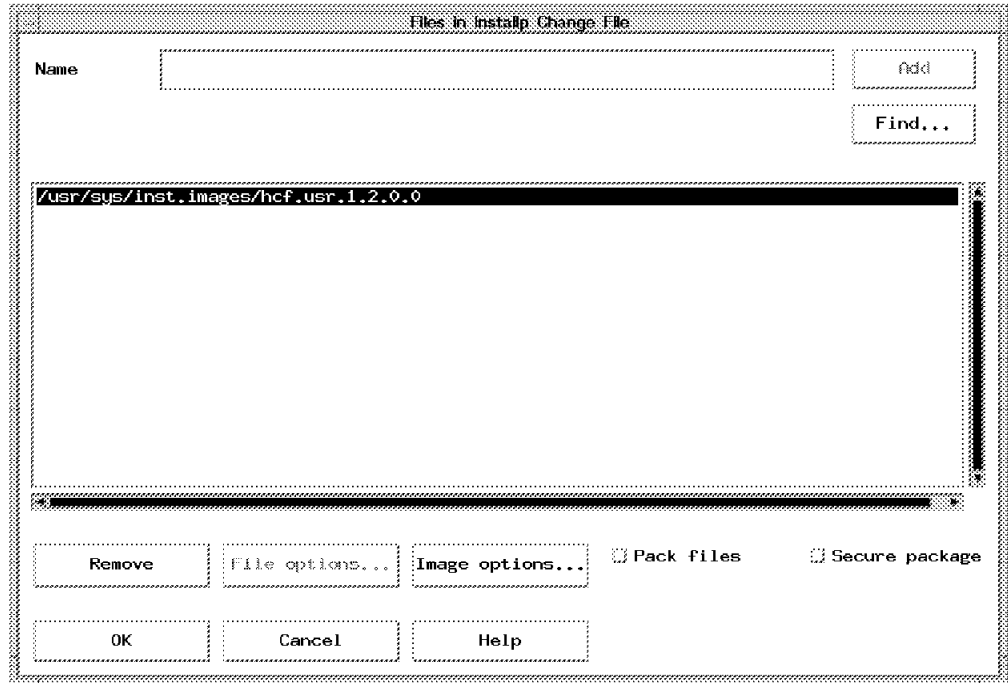 Files in Installp Change File
Name
Add
Find...
/usr/sys/inst.images/hcf.usr.1.2.0.0
Remove
File options...
Image options...
Pack files
Secure package
OK
Cancel
Help